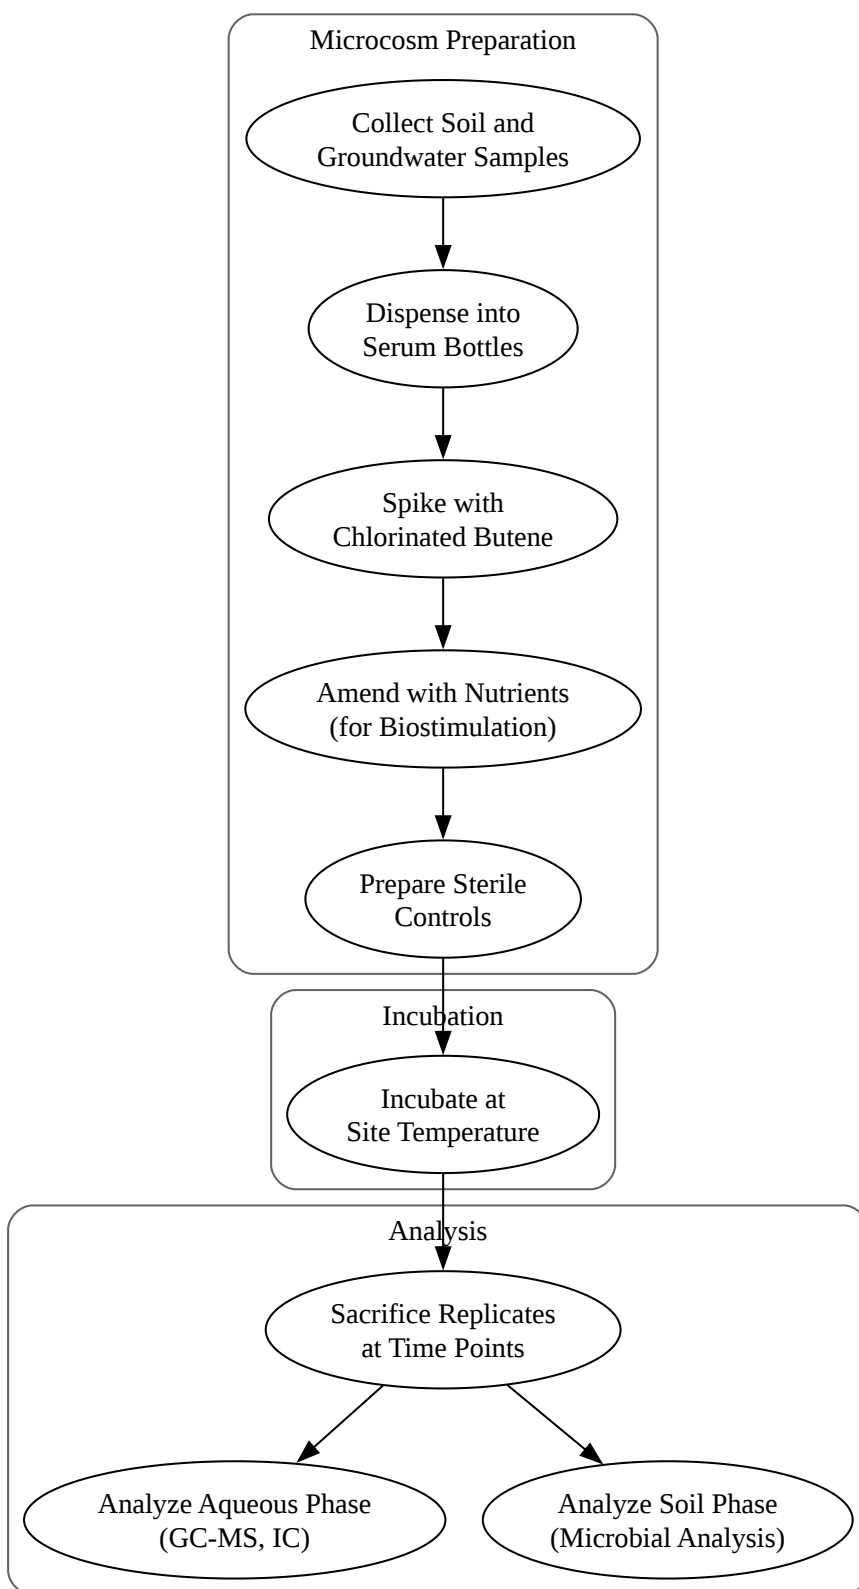 Microcosm Preparation
Collect Soil and
Groundwater Samples
Dispense into
Serum Bottles
Spike with
Chlorinated Butene
Amend with Nutrients
(for Biostimulation)
Prepare Sterile
Controls
Incubation
Incubate at
Site Temperature
Analysis
Sacrifice Replicates
at Time Points
Analyze Aqueous Phase
(GC-MS, IC)
Analyze Soil Phase
(Microbial Analysis)